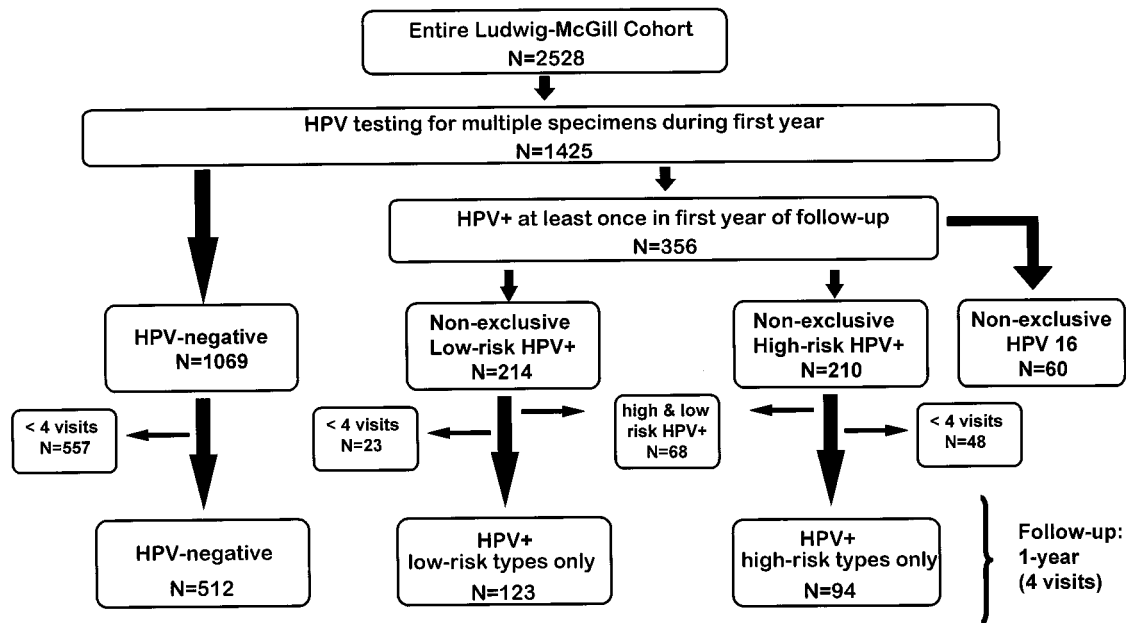 Entire Ludwig-McGill Cohort
N=2528
HPV testing for multiple specimens during first year
N=1425
HPV+ at least once in first year of follow-up
N=356
HPV-negative
N=1069
Non-exclusive
Low-risk HPV+
N=214
Non-exclusive
High-risk HPV+
N=210
Non-exclusive
HPV 16
N=60
< 4 visits
N=557
< 4 visits
N=23
high & low
risk HPV+
N=68
< 4 visits
N=48
HPV-negative
N=512
HPV+
low-risk types only
N=123
HPV+
high-risk types only
N=94
Follow-up:
1-year
(4 visits)